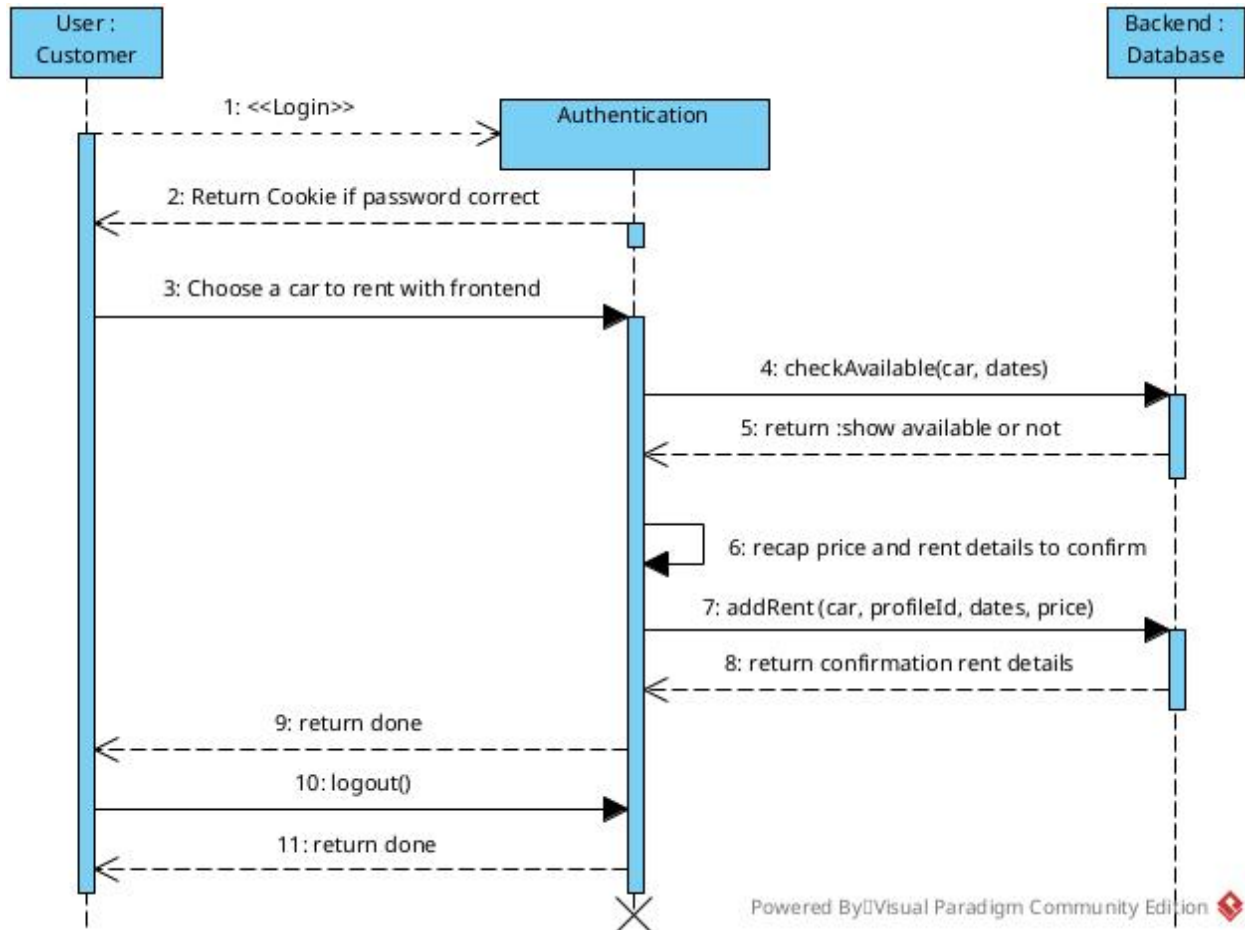 User :
Customer
Backend :
Database
1: <<Login>>
Authentication
2: Return Cookie if password correct
3: Choose a car to rent with frontend
4: checkAvailable(car, dates)
5: return :show available or not
6: recap price and rent details to confirm
7: addRent (car, profileId, dates, price)
8: return confirmation rent details
9: return done
10: logout()
11: return done
Powered By▯Visual Paradigm Community Edition